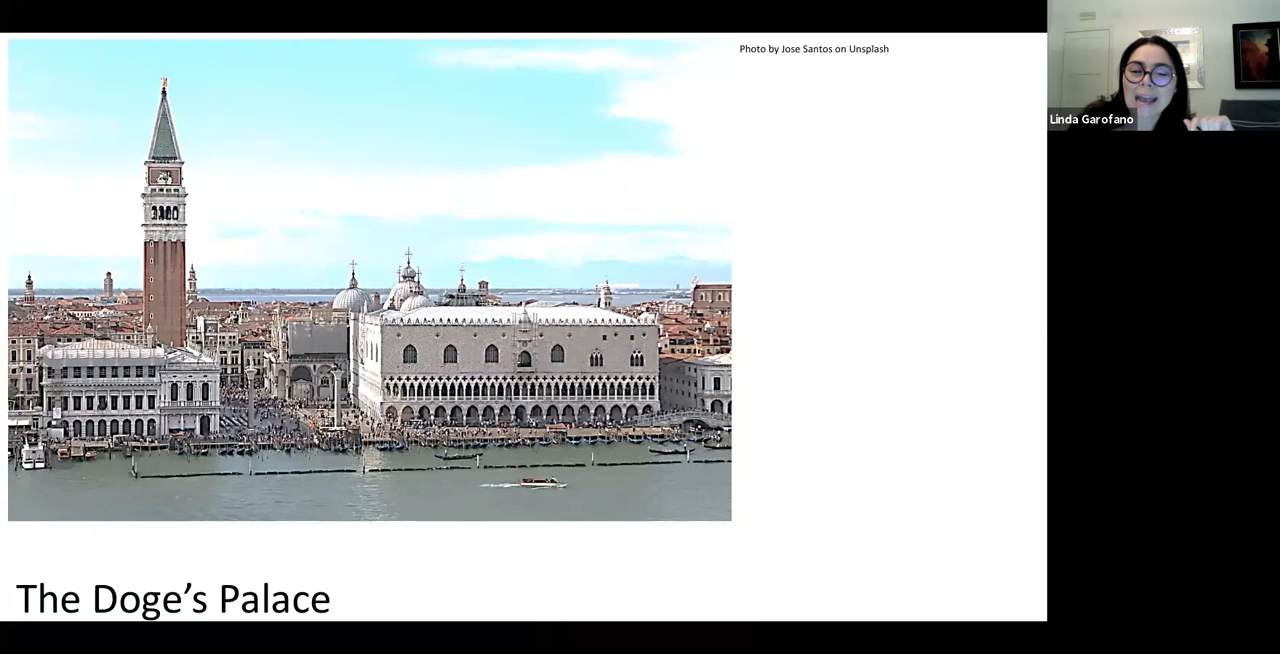 Photo by Jose Santos on Unsplash
Linda Garofano
The Doge’s Palace